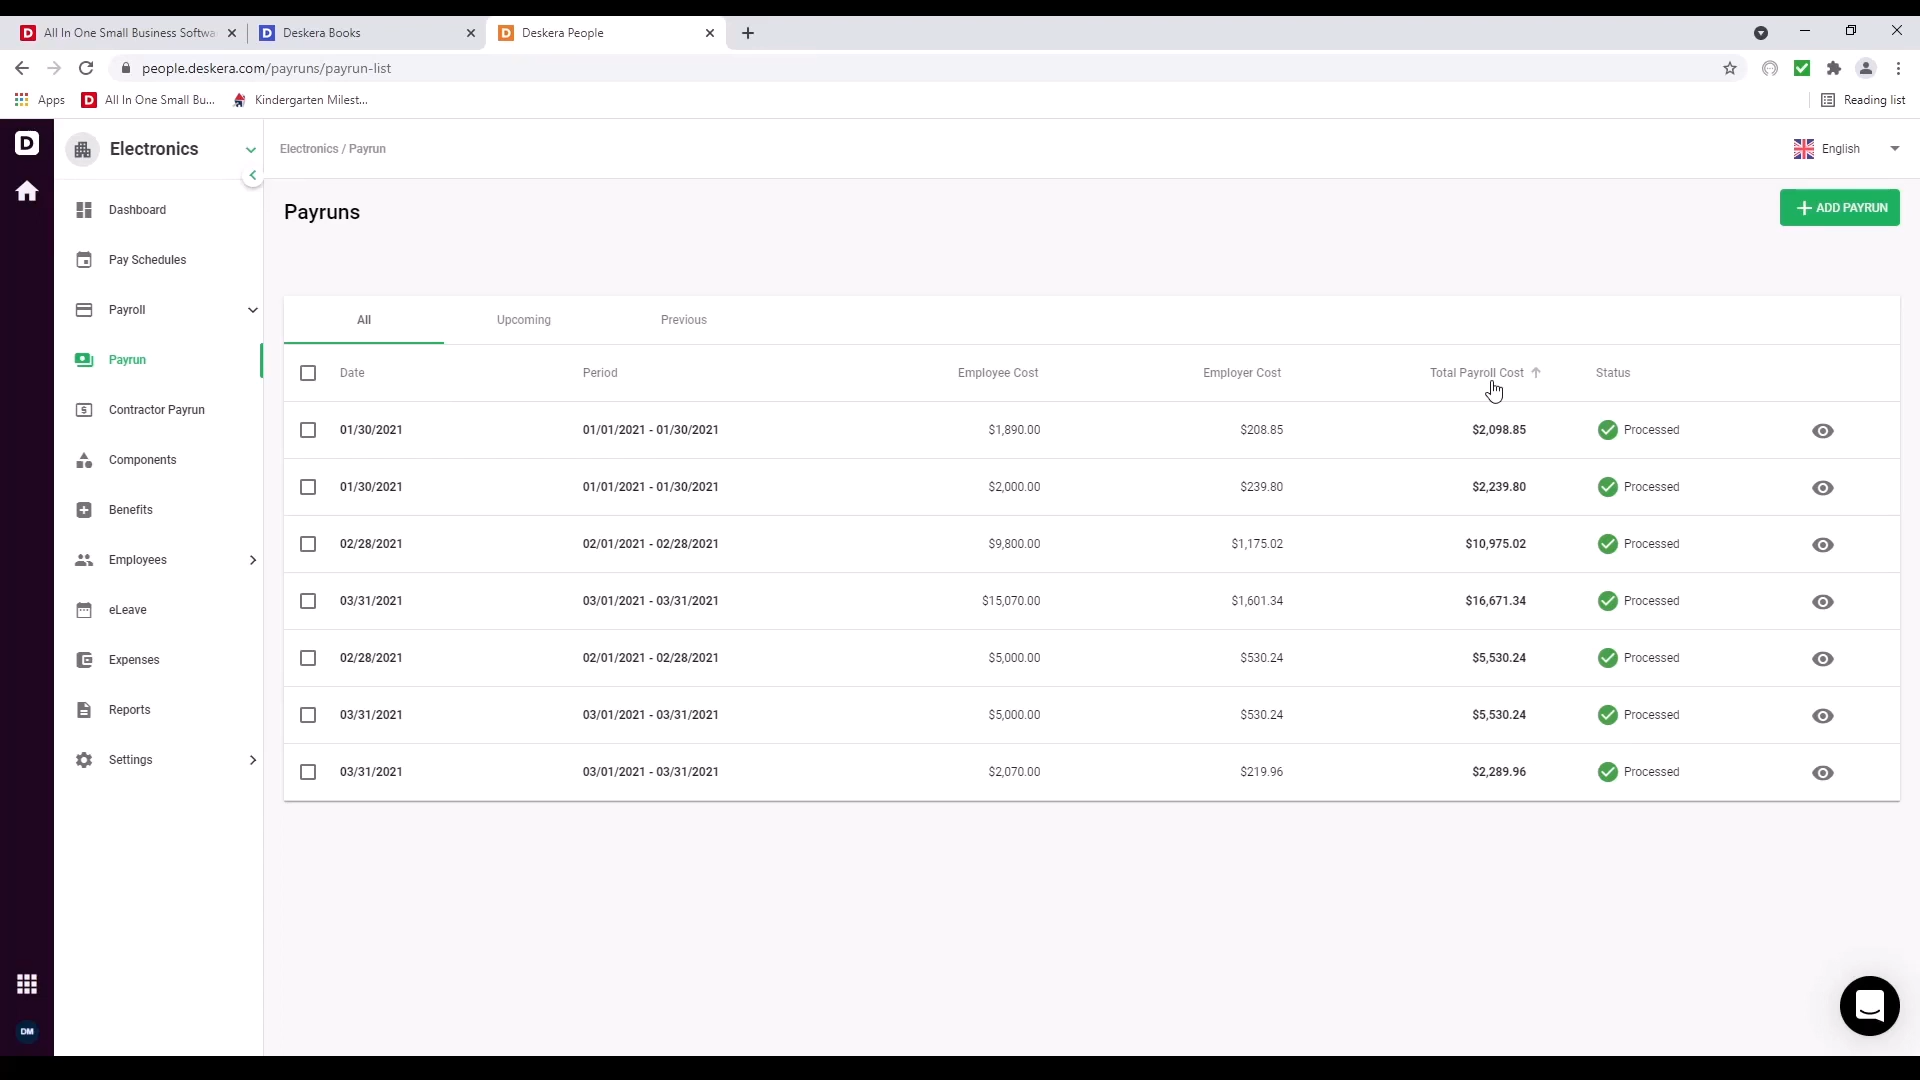 All In One Small Business Softwa
Deskera Books
Deskera People
people.deskera.com/payruns/payrun-list
Apps
All In One Small Bu...
Kindergarten Milest...
Reading list
D
Electronics
Electronics / Payrun
English
Dashboard
Payruns
ADD PAYRUN
Pay Schedules
Payroll
All Upcoming Previous
Payrun
Date Period Employee Cost Employer Cost Total Payroll Cost Status
Contractor Payrun
01/30/2021 01/01/2021 - 01/30/2021 $1,890.00 $208.85 $2,098.85 Processed
Components
01/30/2021 01/01/2021 - 01/30/2021 $2,000.00 $239.80 $2,239.80 Processed
Benefits
02/28/2021 02/01/2021 - 02/28/2021 $9,800.00 $1,175.02 $10,975.02 Processed
Employees
03/31/2021 03/01/2021 - 03/31/2021 $15,070.00 $1,601.34 $16,671.34 Processed
eLeave
02/28/2021 02/01/2021 - 02/28/2021 $5,000.00 $530.24 $5,530.24 Processed
Expenses
03/31/2021 03/01/2021 - 03/31/2021 $5,000.00 $530.24 $5,530.24 Processed
Reports
03/31/2021 03/01/2021 - 03/31/2021 $2,070.00 $219.96 $2,289.96 Processed
Settings
DM